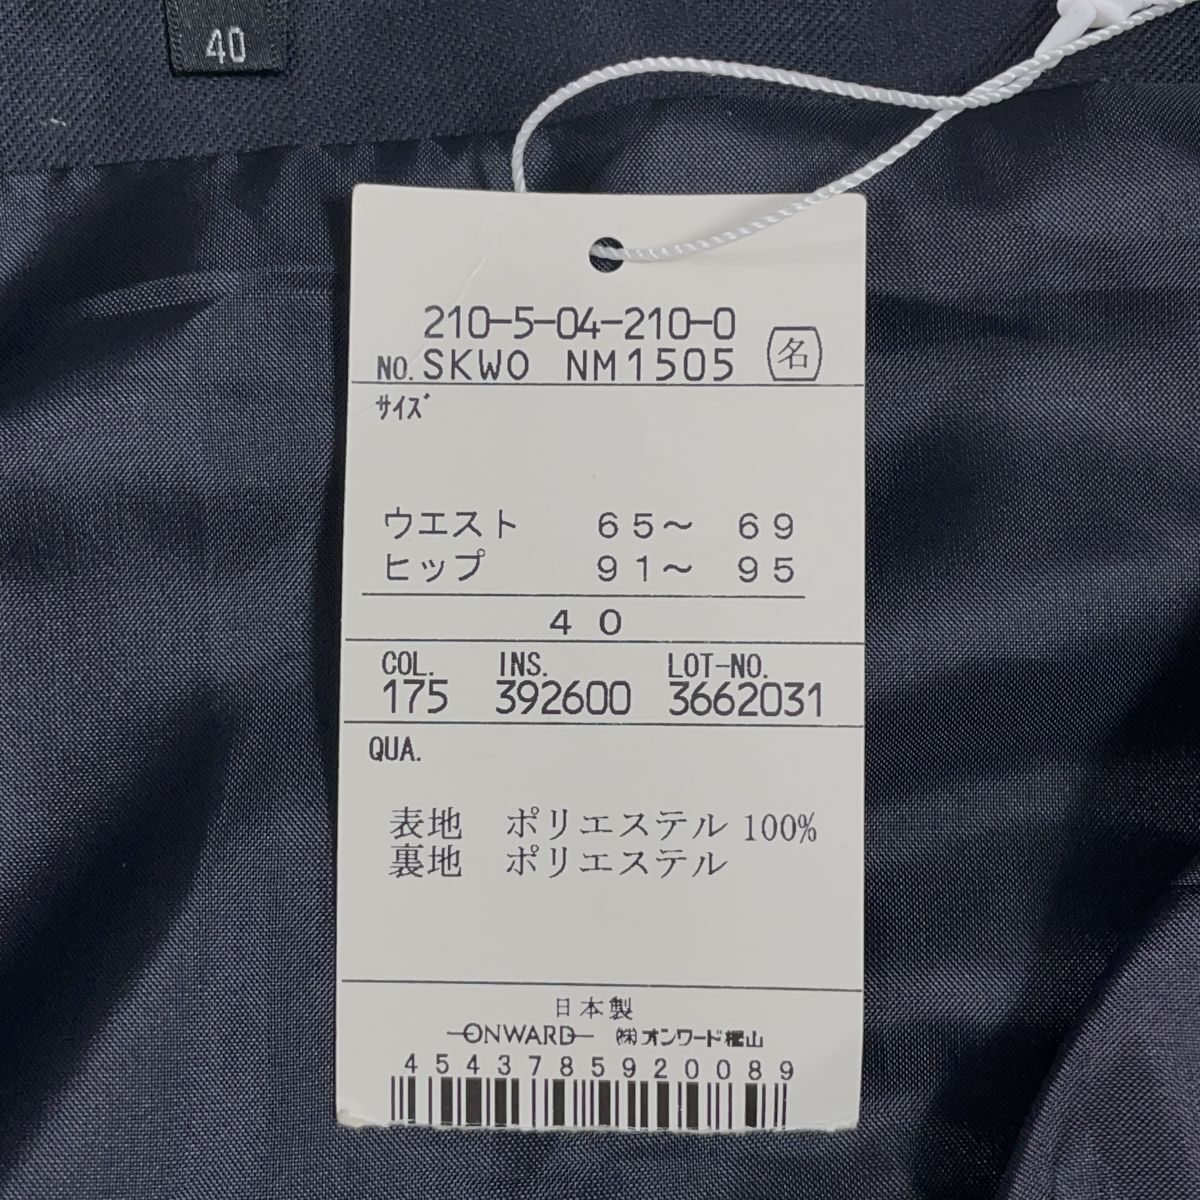 40
210-5-04-210-0
NO. SKWO NM1505 名
サイズ
ウエスト 65～ 69
ヒップ 91～ 95
40
COL. INS. LOT-NO.
175 392600 3662031
QUA.
表地 ポリエステル 100%
裏地 ポリエステル
日本製
ONWARD ㈱オンワード樫山
4543785920089